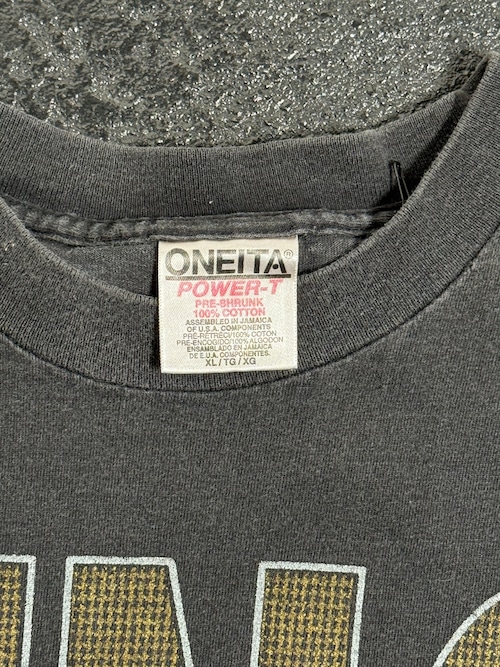 ONEITA®
POWER-T
PRE-SHRUNK
100% COTTON
ASSEMBLED IN JAMAICA
OF U.S.A. COMPONENTS
PRE-RETRECI/100% COTON
PRE-ENCOGIDO/100% ALGODON
ENSAMBLADO EN JAMAICA
DE E.U.A. COMPONENTES.
XL / TG / XG